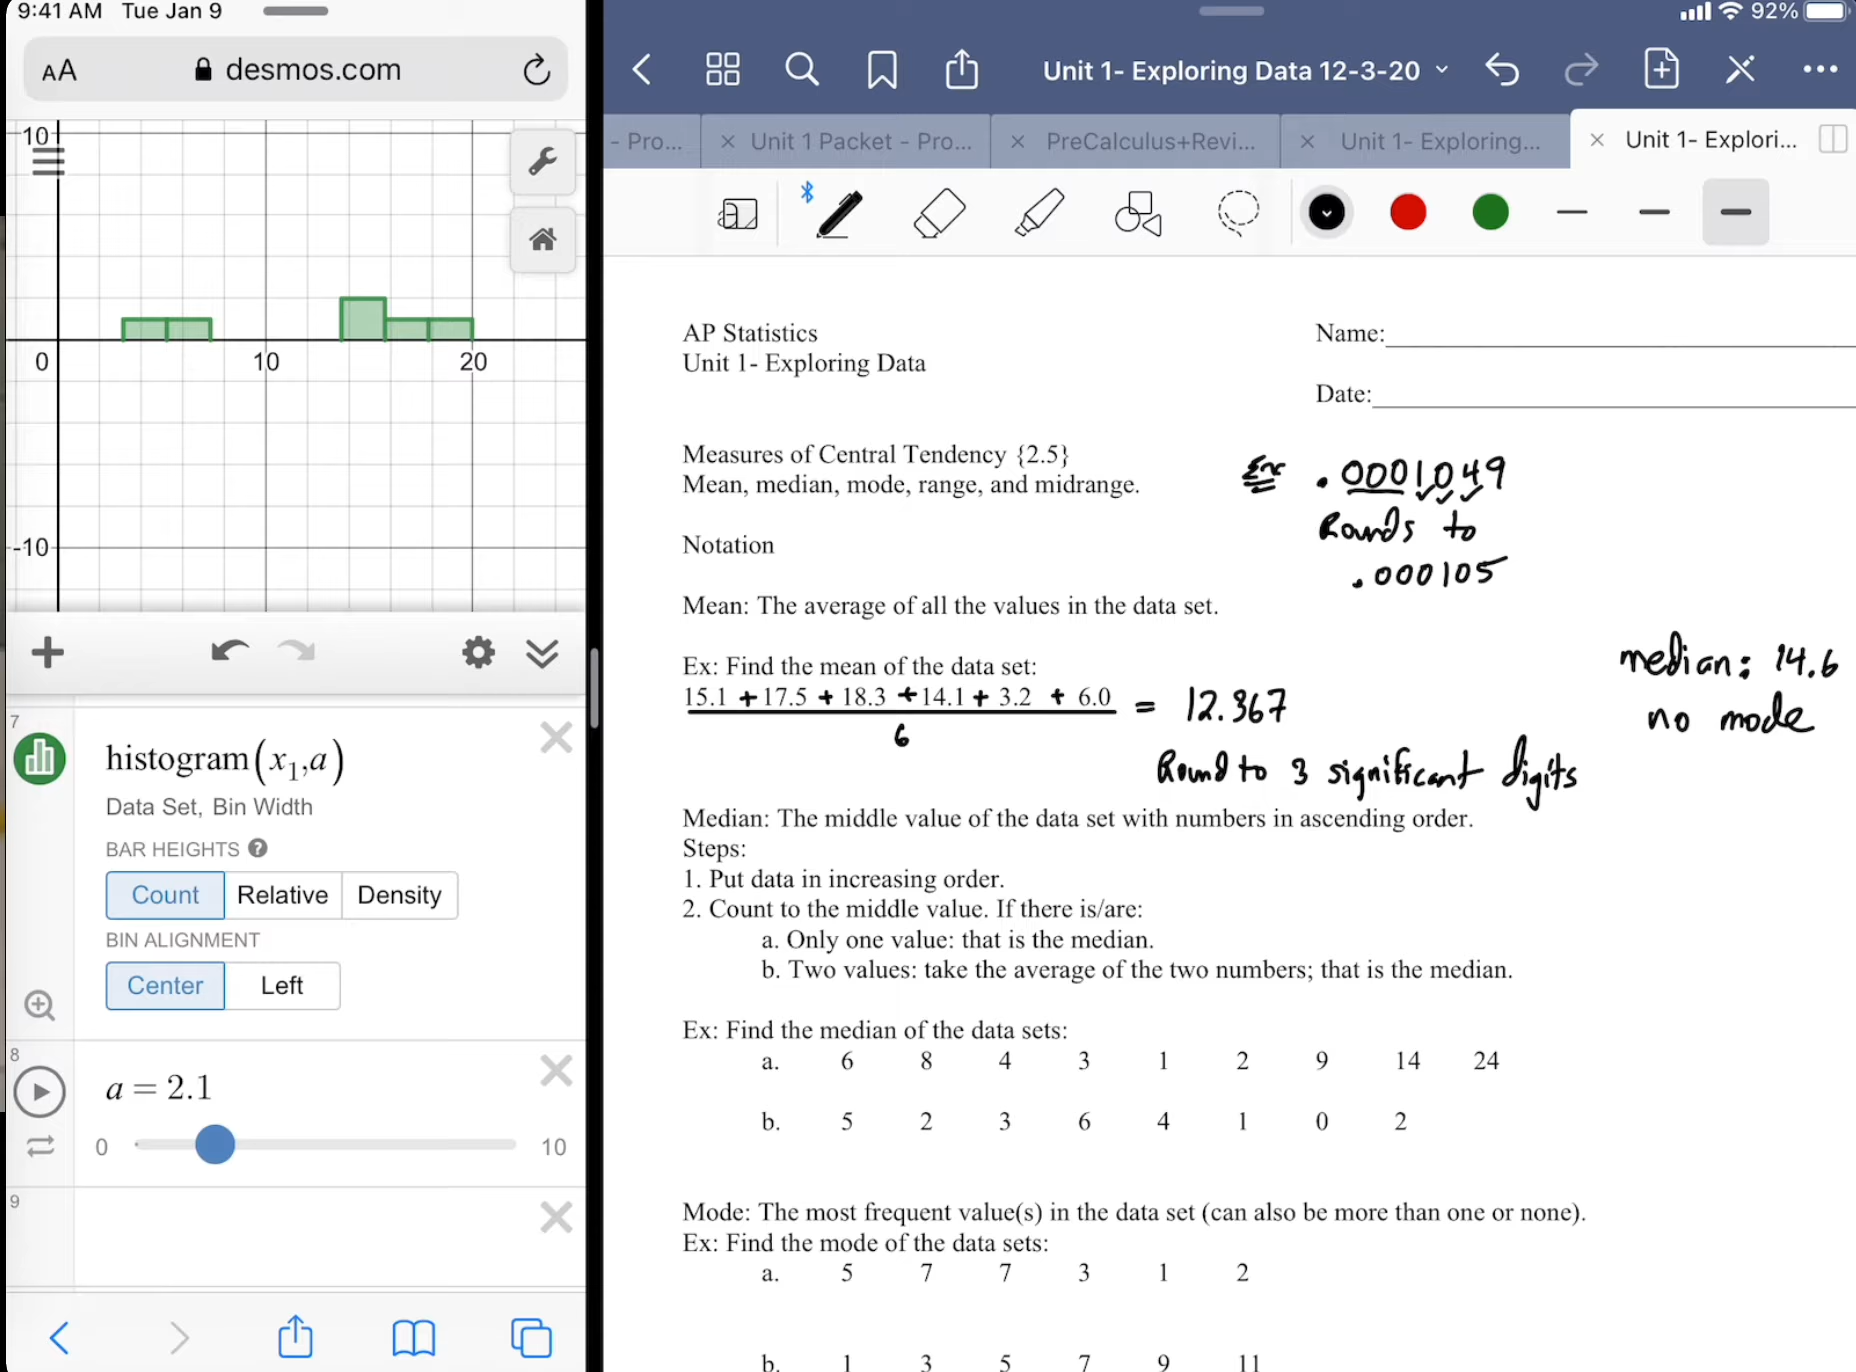 9:41 AM Tue Jan 9
AA desmos.com
10
0
10
20
-10
7
histogram(x₁,a)
Data Set, Bin Width
BAR HEIGHTS ?
Count Relative Density
BIN ALIGNMENT
Center Left
8
a = 2.1
0 10
9
92%
Unit 1- Exploring Data 12-3-20
- Pro... × Unit 1 Packet - Pro... × PreCalculus+Revi... × Unit 1- Exploring... × Unit 1- Explori...
AP Statistics
Name:
Unit 1- Exploring Data
Date:
Measures of Central Tendency {2.5}
Mean, median, mode, range, and midrange.
.0001049
Rounds to
.000105
Notation
Mean: The average of all the values in the data set.
median: 14.6
no mode
Ex: Find the mean of the data set:
15.1 + 17.5 + 18.3 + 14.1 + 3.2 + 6.0 = 12.367
6
Round to 3 significant digits
Median: The middle value of the data set with numbers in ascending order.
Steps:
1. Put data in increasing order.
2. Count to the middle value. If there is/are:
a. Only one value: that is the median.
b. Two values: take the average of the two numbers; that is the median.
Ex: Find the median of the data sets:
a. 6 8 4 3 1 2 9 14 24
b. 5 2 3 6 4 1 0 2
Mode: The most frequent value(s) in the data set (can also be more than one or none).
Ex: Find the mode of the data sets:
a. 5 7 7 3 1 2
b. 1 3 5 7 9 11